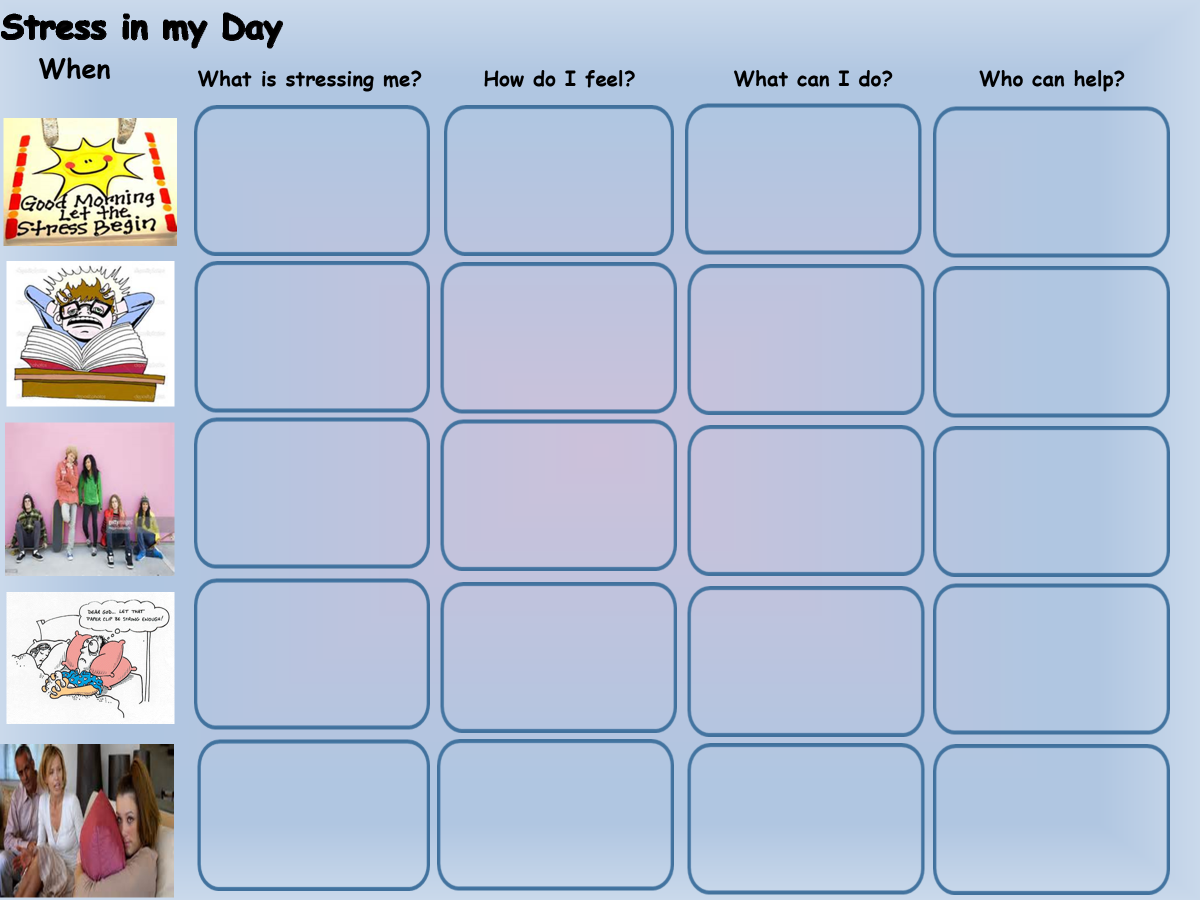 Stress in my Day
When
What is stressing me?
How do I feel?
What can I do?
Who can help?
Good Morning
Let the
Stress Begin
DEAR GOD... LET THAT
PAPER CLIP BE STRONG ENOUGH!